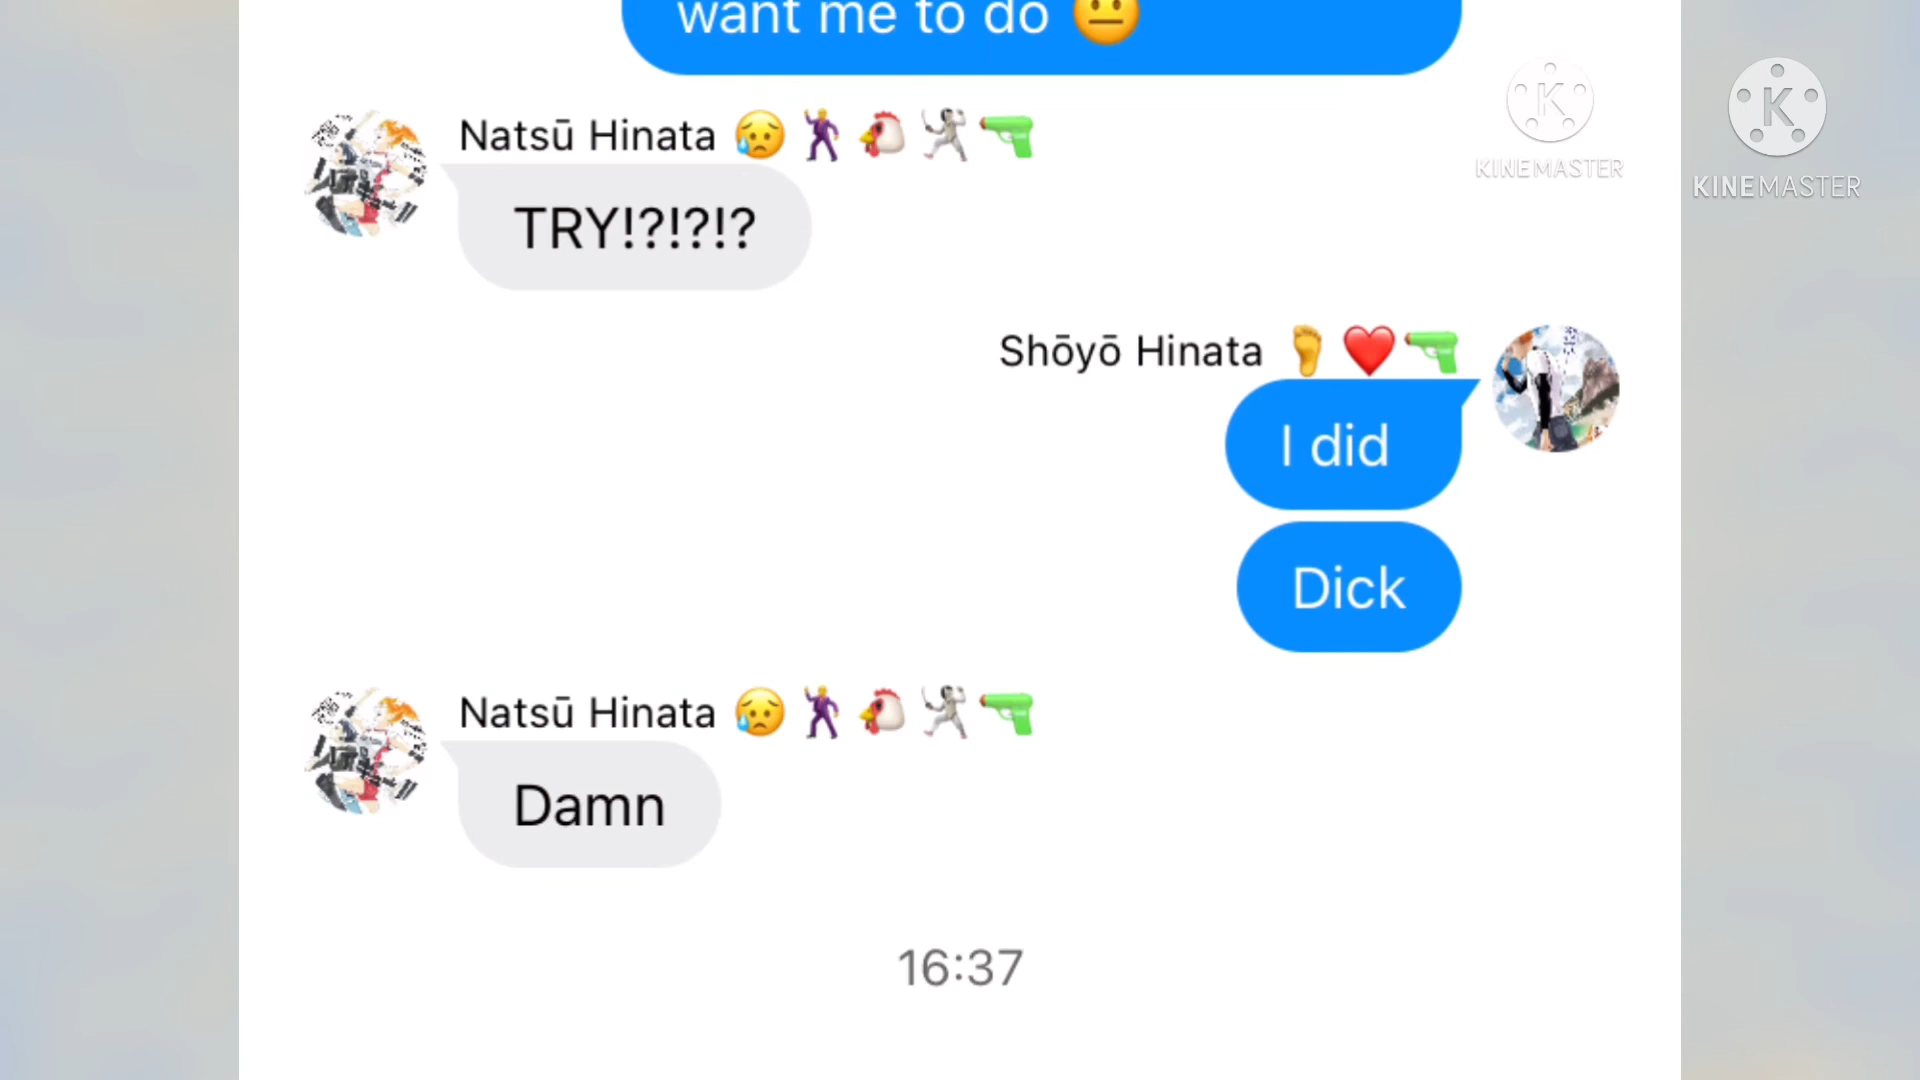 want me to do 😐
Natsū Hinata 😥🕺🐔🤺🔫
TRY!?!?!?
Shōyō Hinata 🦶❤️🔫
I did
Dick
Natsū Hinata 😥🕺🐔🤺🔫
Damn
16:37
KINEMASTER
KINEMASTER